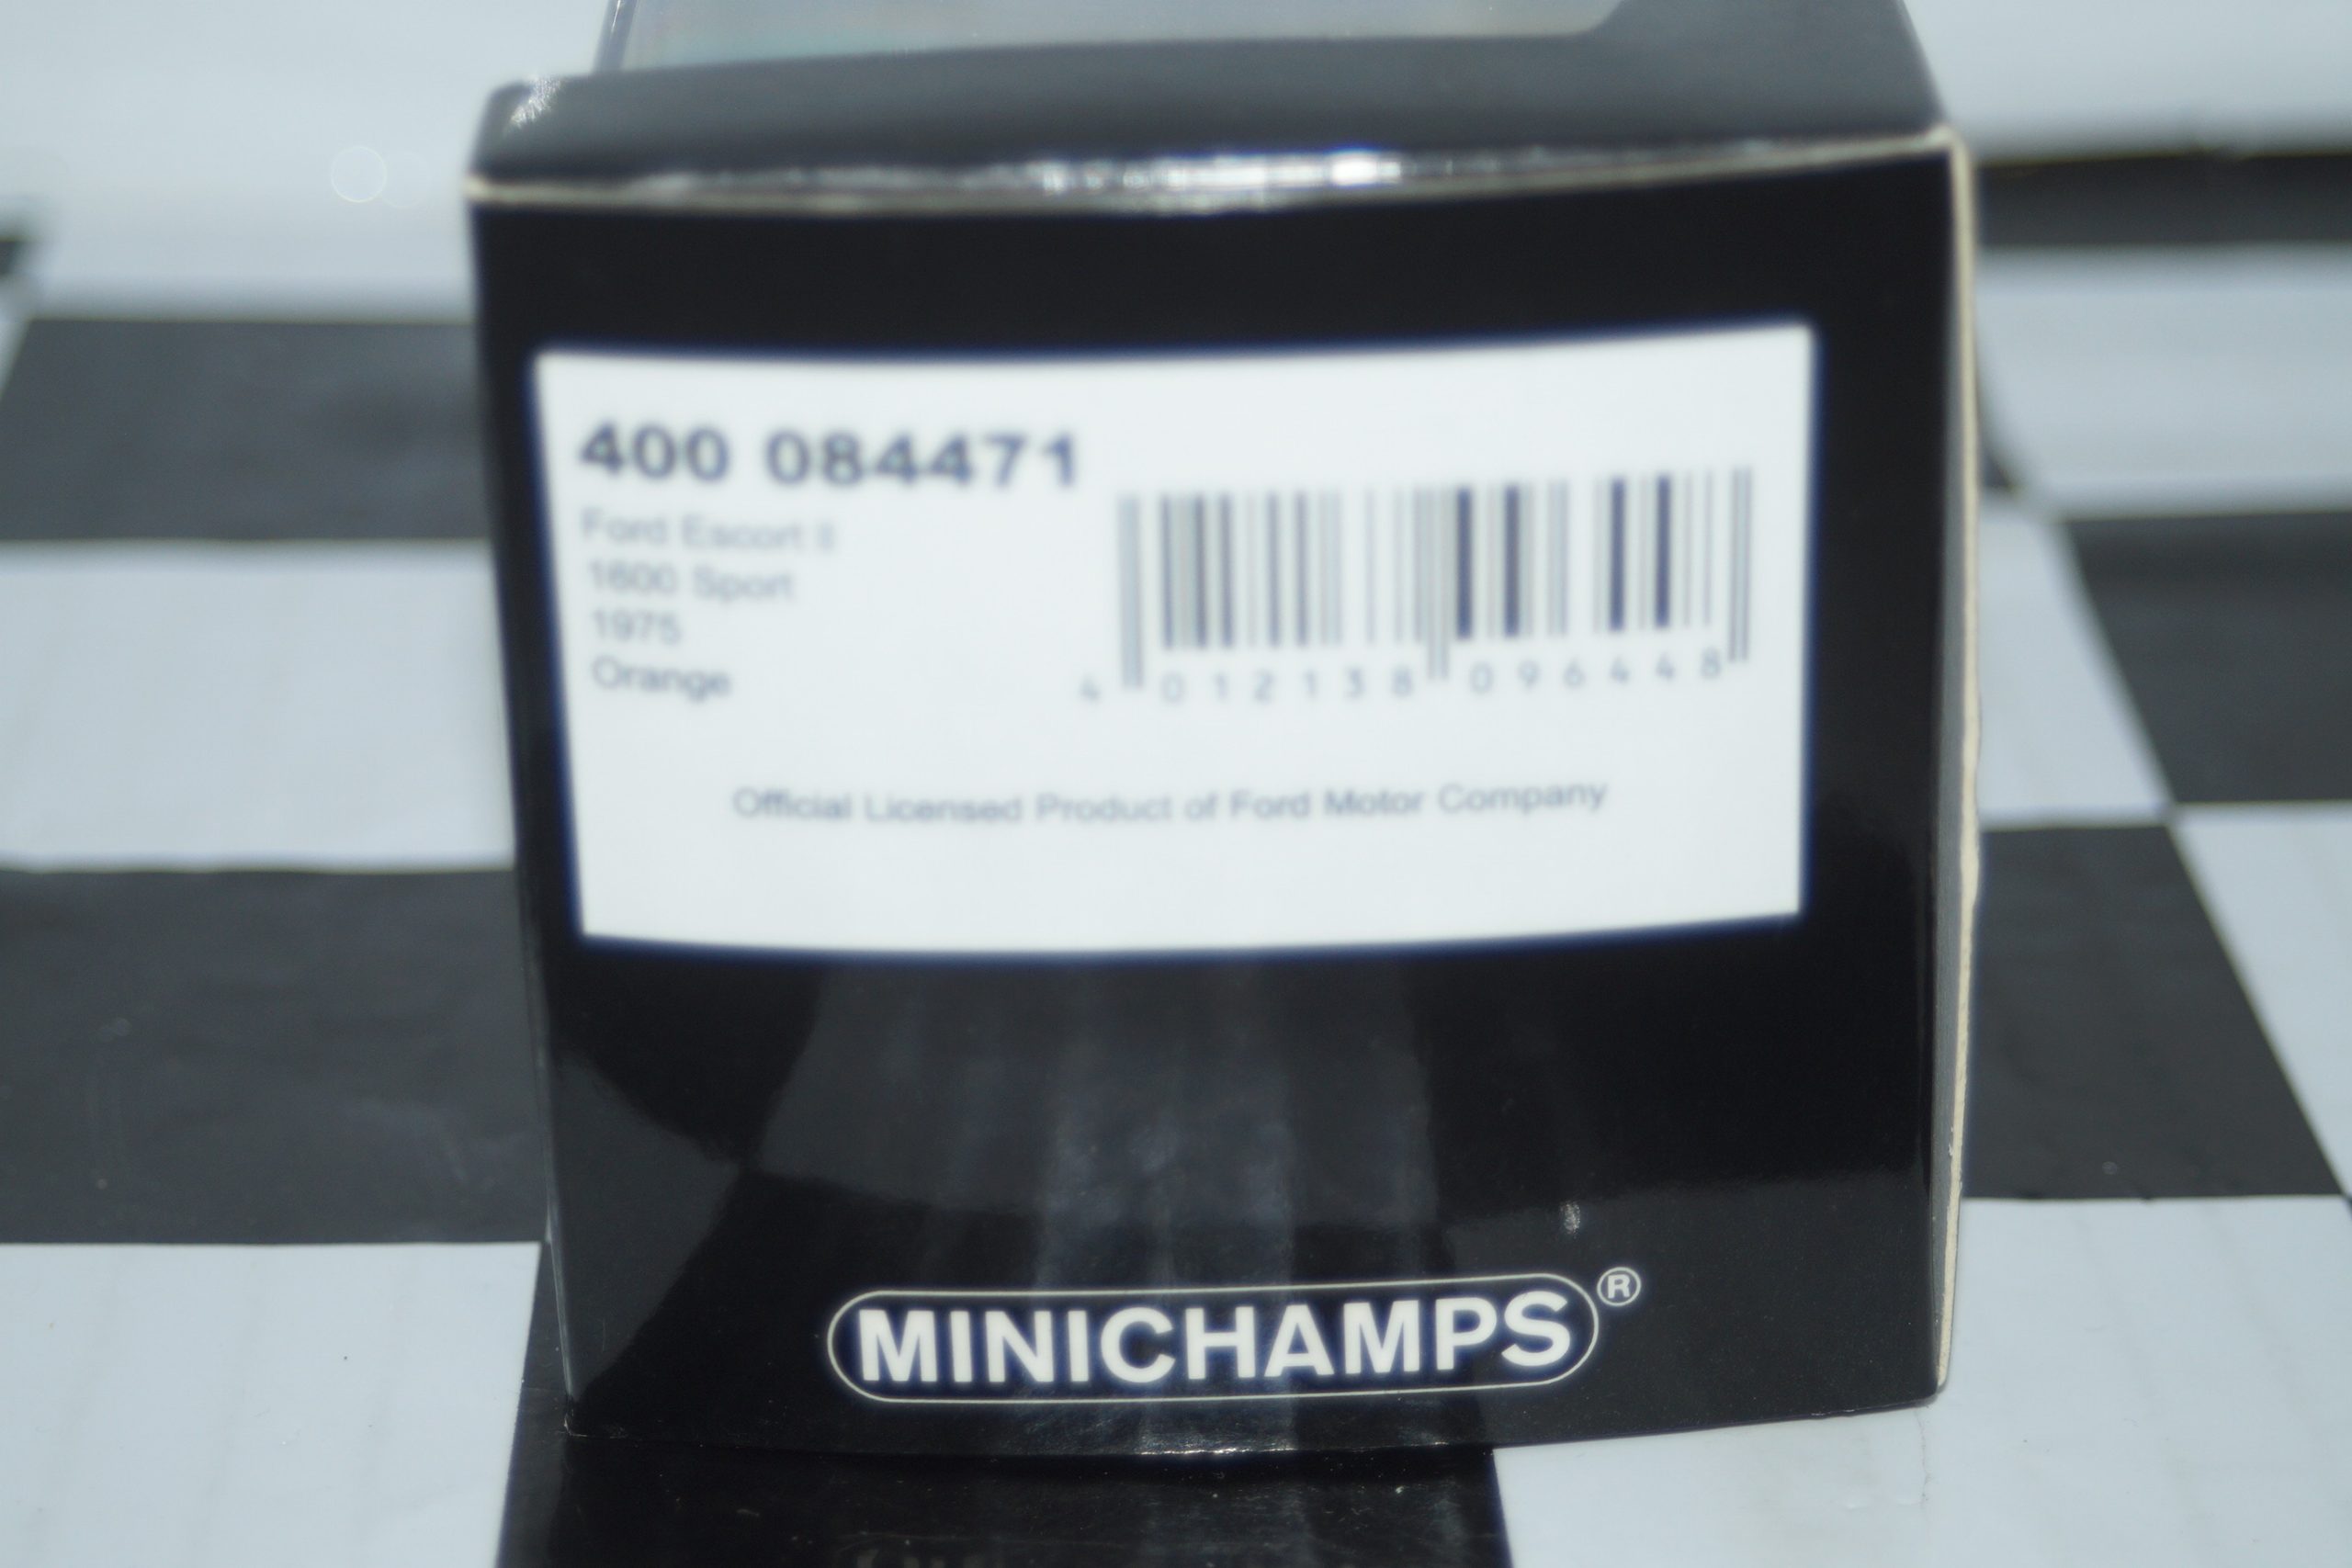 400 084471
Ford Escort II
1600 Sport
1975
Orange
4 012138 096448
Official Licensed Product of Ford Motor Company
MINICHAMPS®